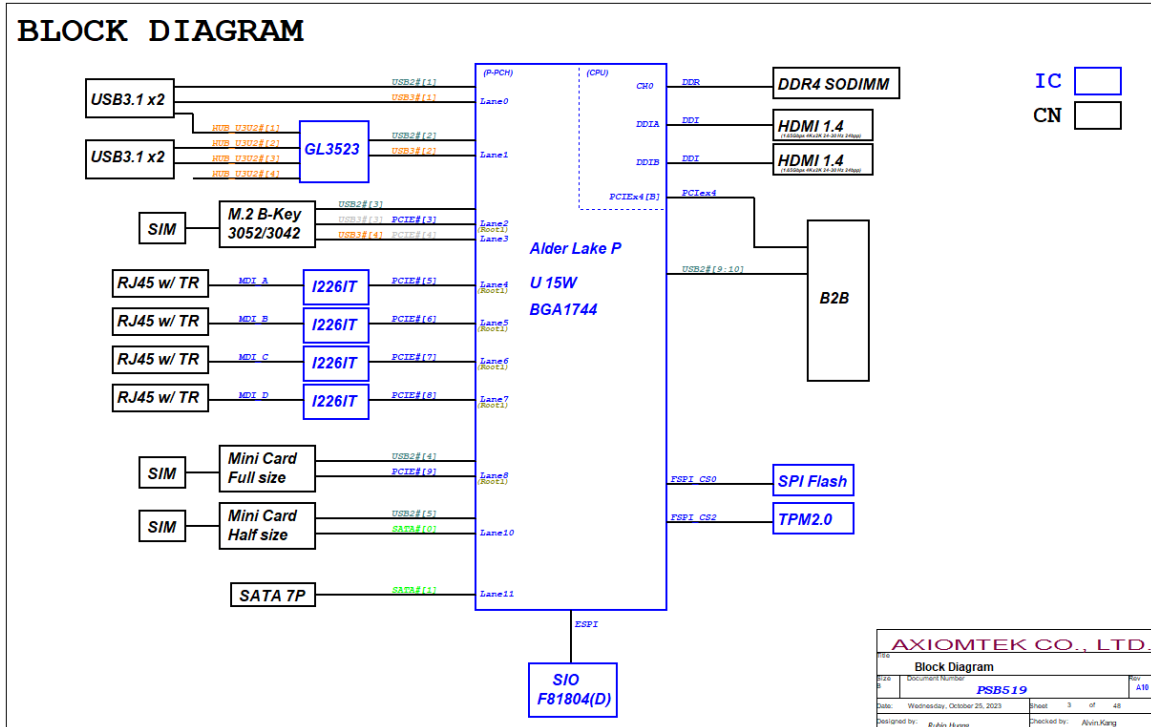 BLOCK DIAGRAM
IC
CN
(P-PCH)
(CPU)
USB3.1 x2
USB2#[1]
USB3#[1]
Lane0
HUB_U3U2#[1]
HUB_U3U2#[2]
HUB_U3U2#[3]
HUB_U3U2#[4]
USB3.1 x2
GL3523
USB2#[2]
USB3#[2]
Lane1
SIM
M.2 B-Key
3052/3042
USB2#[3]
USB3#[3] PCIE#[3]
USB3#[4] PCIE#[4]
Lane2
(Root1)
Lane3
RJ45 w/ TR
MDI_A
I226IT
PCIE#[5]
Lane4
(Root1)
RJ45 w/ TR
MDI_B
I226IT
PCIE#[6]
Lane5
(Root1)
RJ45 w/ TR
MDI_C
I226IT
PCIE#[7]
Lane6
(Root1)
RJ45 w/ TR
MDI_D
I226IT
PCIE#[8]
Lane7
(Root1)
SIM
Mini Card
Full size
USB2#[4]
PCIE#[9]
Lane8
(Root1)
SIM
Mini Card
Half size
USB2#[5]
SATA#[0]
Lane10
SATA 7P
SATA#[1]
Lane11
Alder Lake P
U 15W
BGA1744
CH0
DDR
DDR4 SODIMM
DDIA
DDI
HDMI 1.4
DDIB
DDI
HDMI 1.4
PCIEx4[B]
PCIex4
USB2#[9:10]
B2B
FSPI_CS0
SPI Flash
FSPI_CS2
TPM2.0
ESPI
SIO
F81804(D)
AXIOMTEK CO., LTD.
Title
Block Diagram
Size
B
Document Number
PSB519
Rev
A10
Date: Wednesday, October 25, 2023
Sheet 3 of 48
Designed by:
Checked by: Alvin.Kang